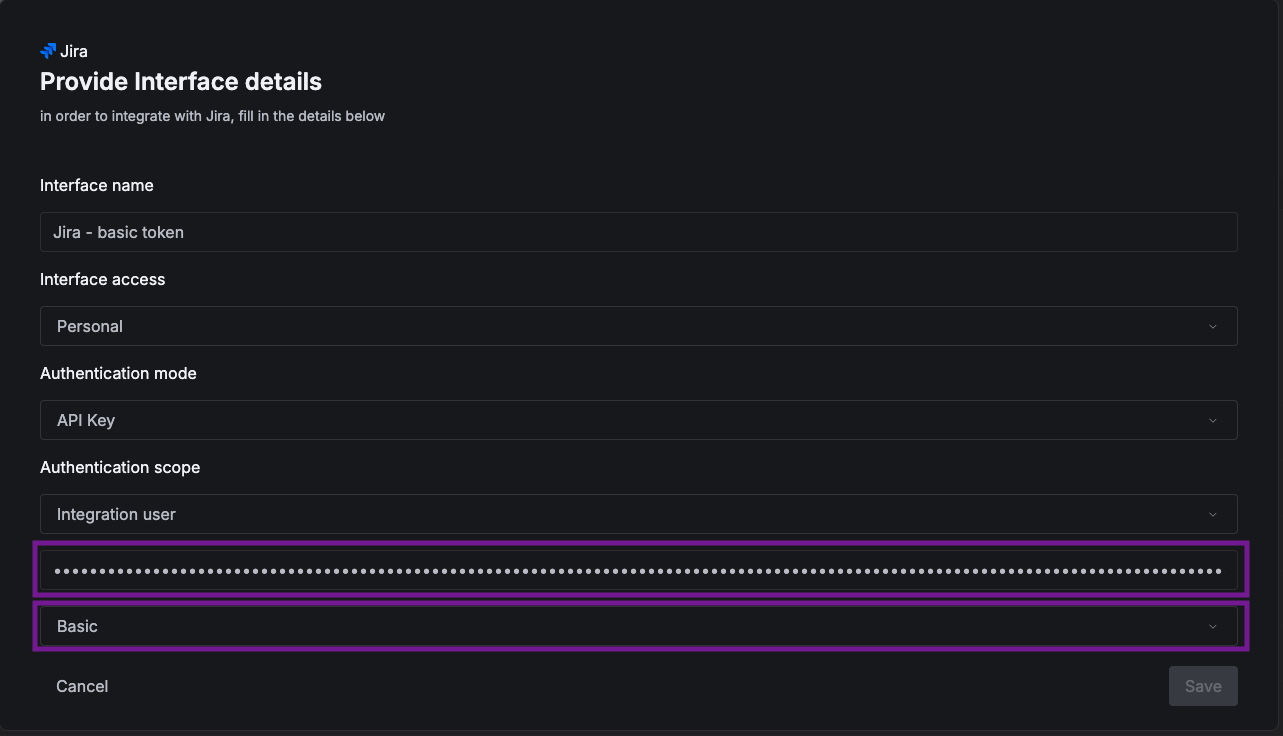 Jira
Provide Interface details
in order to integrate with Jira, fill in the details below
Interface name
Jira - basic token
Interface access
Personal
Authentication mode
API Key
Authentication scope
Integration user
Basic
Cancel
Save